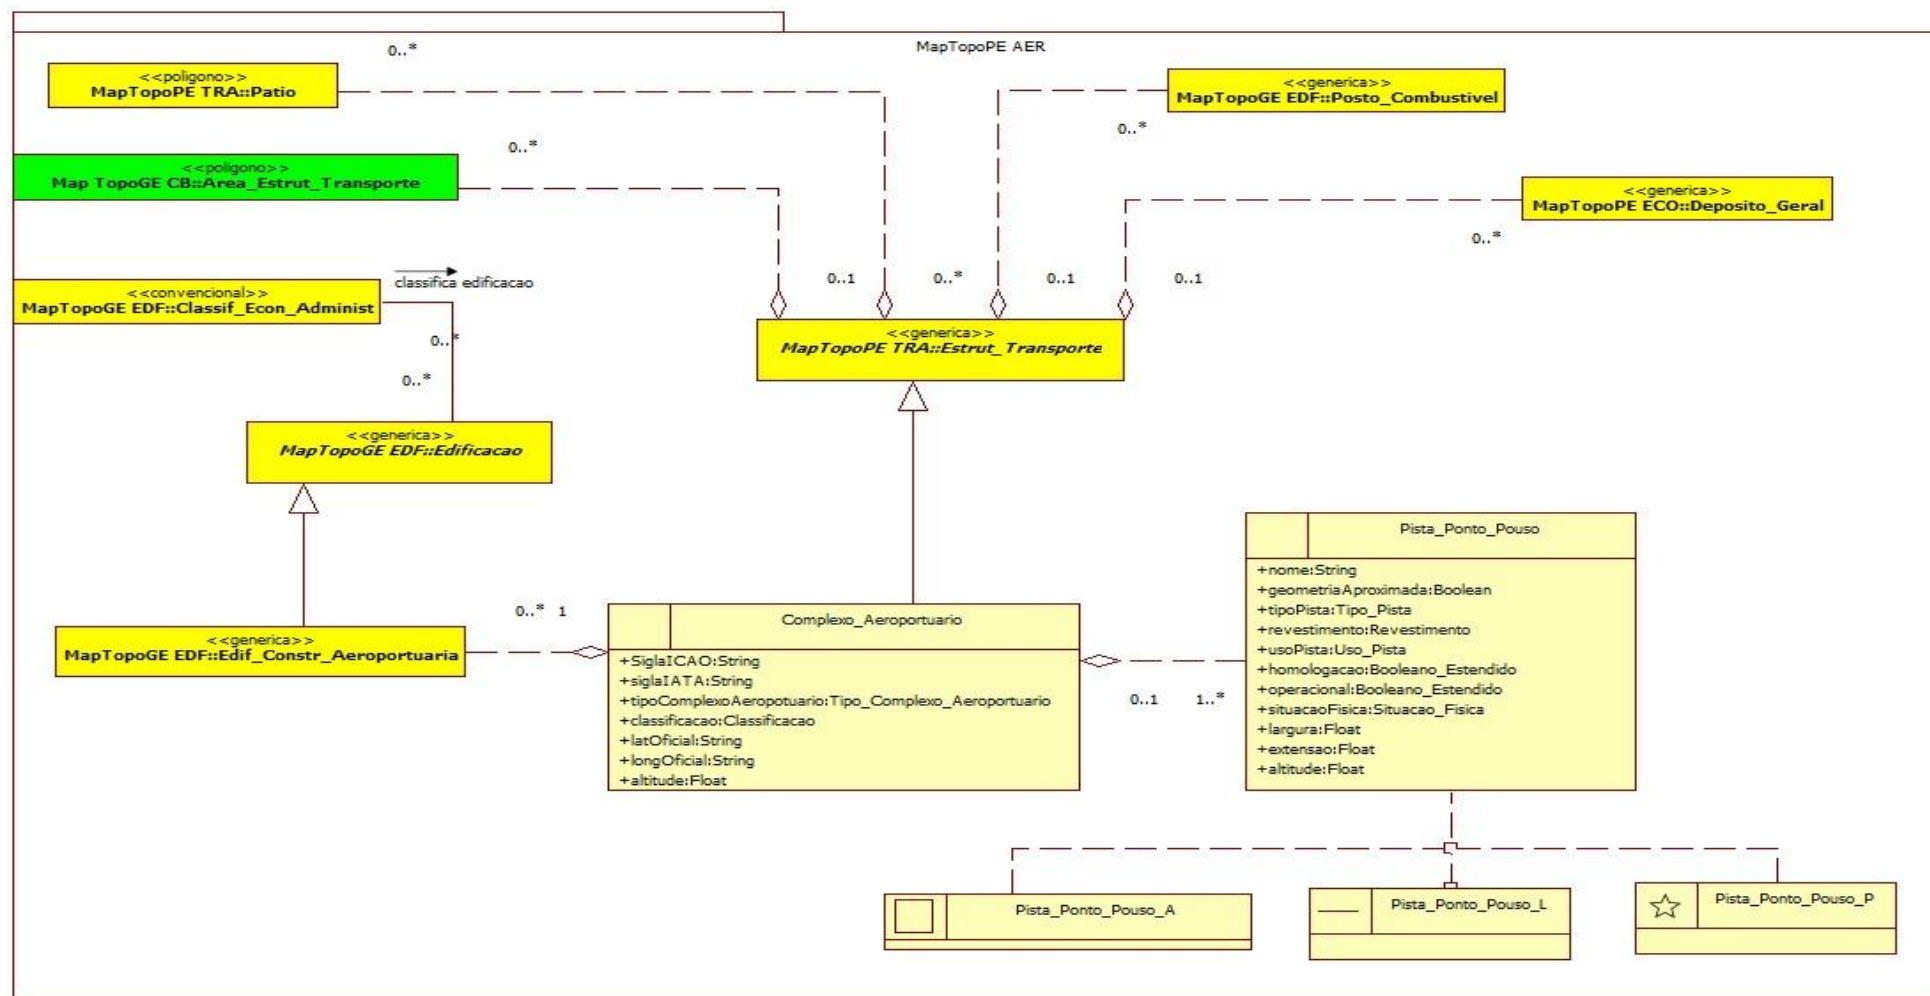 MapTopoPE AER
0..*
<<poligono>>
MapTopoPE TRA::Patio
<<generica>>
MapTopoGE EDF::Posto_Combustivel
0..*
0..*
<<poligono>>
Map TopoGE CB::Area_Estrut_Transporte
<<generica>>
MapTopoPE ECO::Deposito_Geral
0..*
0..1
0..*
0..1
0..1
classifica edificacao
<<convencional>>
MapTopoGE EDF::Classif_Econ_Administ
0..*
0..*
<<generica>>
MapTopoPE TRA::Estrut_Transporte
<<generica>>
MapTopoGE EDF::Edificacao
Pista_Ponto_Pouso
+nome:String
+geometriaAproximada:Boolean
+tipoPista:Tipo_Pista
+revestimento:Revestimento
+usoPista:Uso_Pista
+homologacao:Booleano_Estendido
+operacional:Booleano_Estendido
+situacaoFisica:Situacao_Fisica
+largura:Float
+extensao:Float
+altitude:Float
0..* 1
<<generica>>
MapTopoGE EDF::Edif_Constr_Aeroportuaria
Complexo_Aeroportuario
+SiglaICAO:String
+siglaIATA:String
+tipoComplexoAeropotuario:Tipo_Complexo_Aeroportuario
+classificacao:Classificacao
+latOficial:String
+longOficial:String
+altitude:Float
0..1
1..*
Pista_Ponto_Pouso_A
Pista_Ponto_Pouso_L
Pista_Ponto_Pouso_P